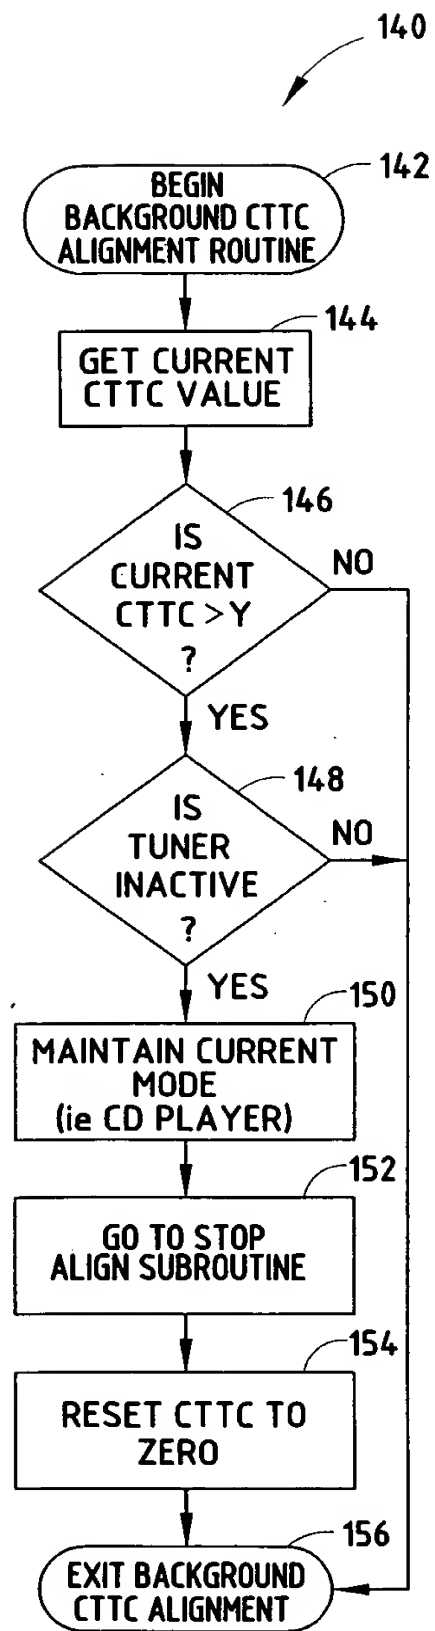 140
142
BEGIN
BACKGROUND CTTC
ALIGNMENT ROUTINE
144
GET CURRENT
CTTC VALUE
146
IS
CURRENT
CTTC > Y
?
NO
YES
148
IS
TUNER
INACTIVE
?
NO
YES
150
MAINTAIN CURRENT
MODE
(ie CD PLAYER)
152
GO TO STOP
ALIGN SUBROUTINE
154
RESET CTTC TO
ZERO
156
EXIT BACKGROUND
CTTC ALIGNMENT